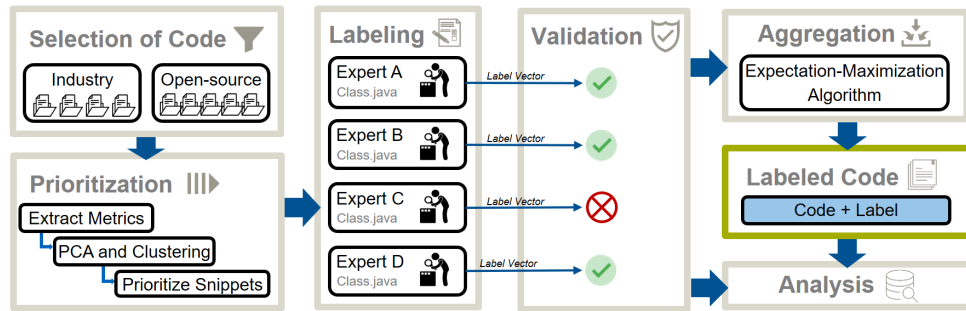 Selection of Code
Industry
Open-source
Prioritization
Extract Metrics
PCA and Clustering
Prioritize Snippets
Labeling
Expert A
Class.java
Label Vector
Expert B
Class.java
Label Vector
Expert C
Class.java
Label Vector
Expert D
Class.java
Label Vector
Validation
Aggregation
Expectation-Maximization
Algorithm
Labeled Code
Code + Label
Analysis